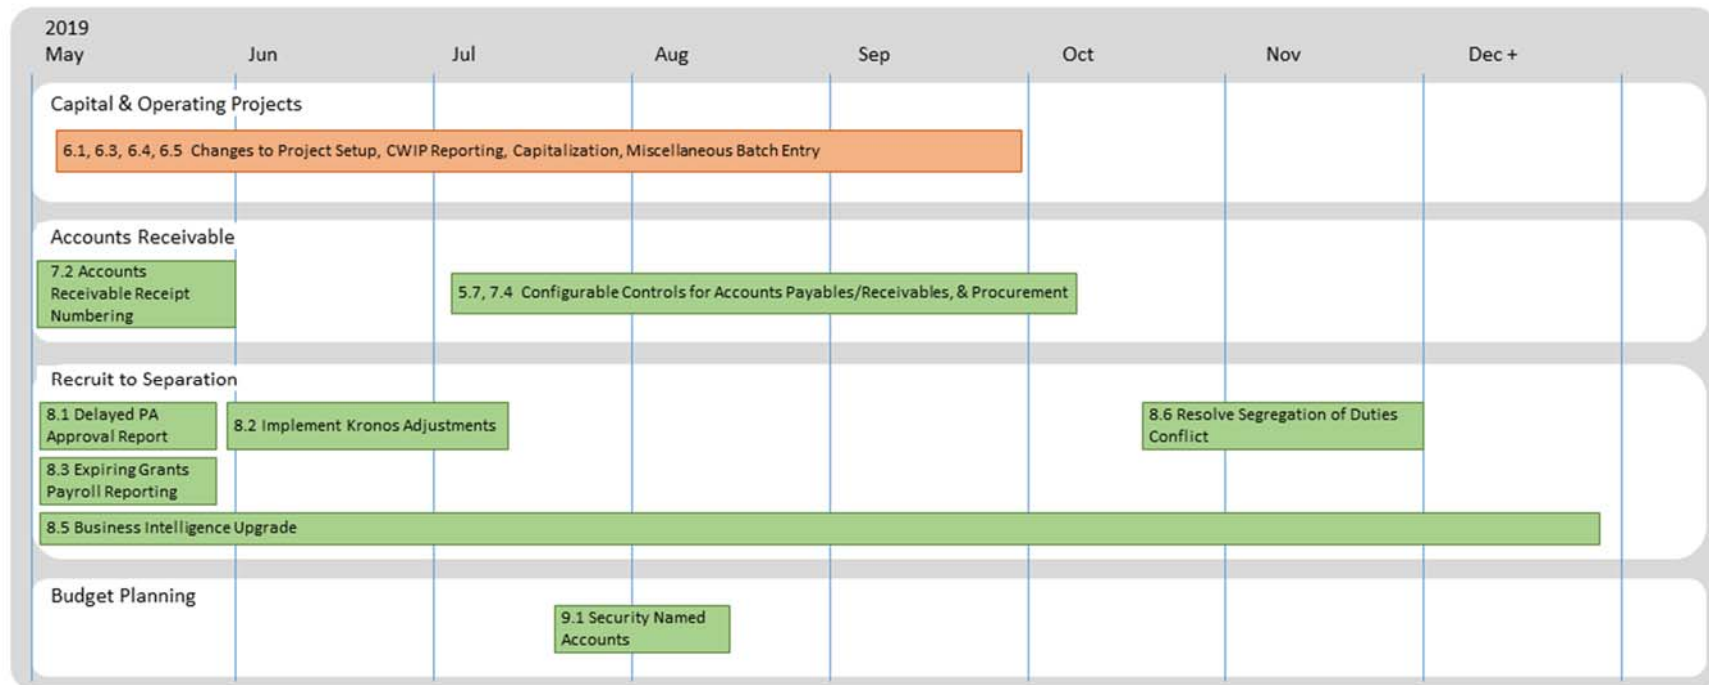 2019
May Jun Jul Aug Sep Oct Nov Dec +
Capital & Operating Projects
6.1, 6.3, 6.4, 6.5 Changes to Project Setup, CWIP Reporting, Capitalization, Miscellaneous Batch Entry
Accounts Receivable
7.2 Accounts
Receivable Receipt
Numbering
5.7, 7.4 Configurable Controls for Accounts Payables/Receivables, & Procurement
Recruit to Separation
8.1 Delayed PA
Approval Report
8.2 Implement Kronos Adjustments
8.6 Resolve Segregation of Duties
Conflict
8.3 Expiring Grants
Payroll Reporting
8.5 Business Intelligence Upgrade
Budget Planning
9.1 Security Named
Accounts